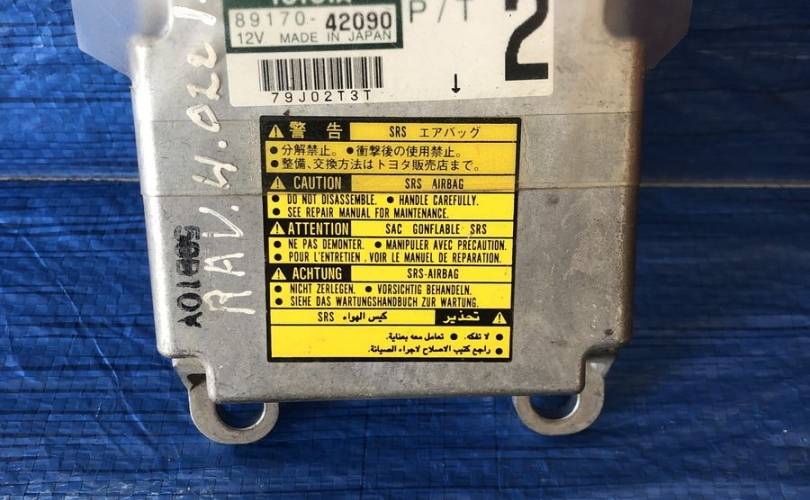 TOYOTA
89170-42090
12V MADE IN JAPAN
P/T
2
79J02T3T
警告 SRS エアバッグ
●分解禁止。●衝撃後の使用禁止。
●整備、交換方法はトヨタ販売店まで。
CAUTION SRS AIRBAG
● DO NOT DISASSEMBLE. ● HANDLE CAREFULLY.
● SEE REPAIR MANUAL FOR MAINTENANCE.
ATTENTION SAC GONFLABLE SRS
● NE PAS DEMONTER. ● MANIPULER AVEC PRECAUTION.
● POUR L'ENTRETIEN, VOIR LE MANUEL DE REPARATION.
ACHTUNG SRS-AIRBAG
● NICHT ZERLEGEN. ● VORSICHTIG BEHANDELN.
● SIEHE DAS WARTUNGSHANDBUCH ZUR WARTUNG.
تحذير كيس الهواء SRS
● لا تفكه. ● تعامل معه بعناية.
● راجع كتيب الاصلاح لاجراء الصيانة.